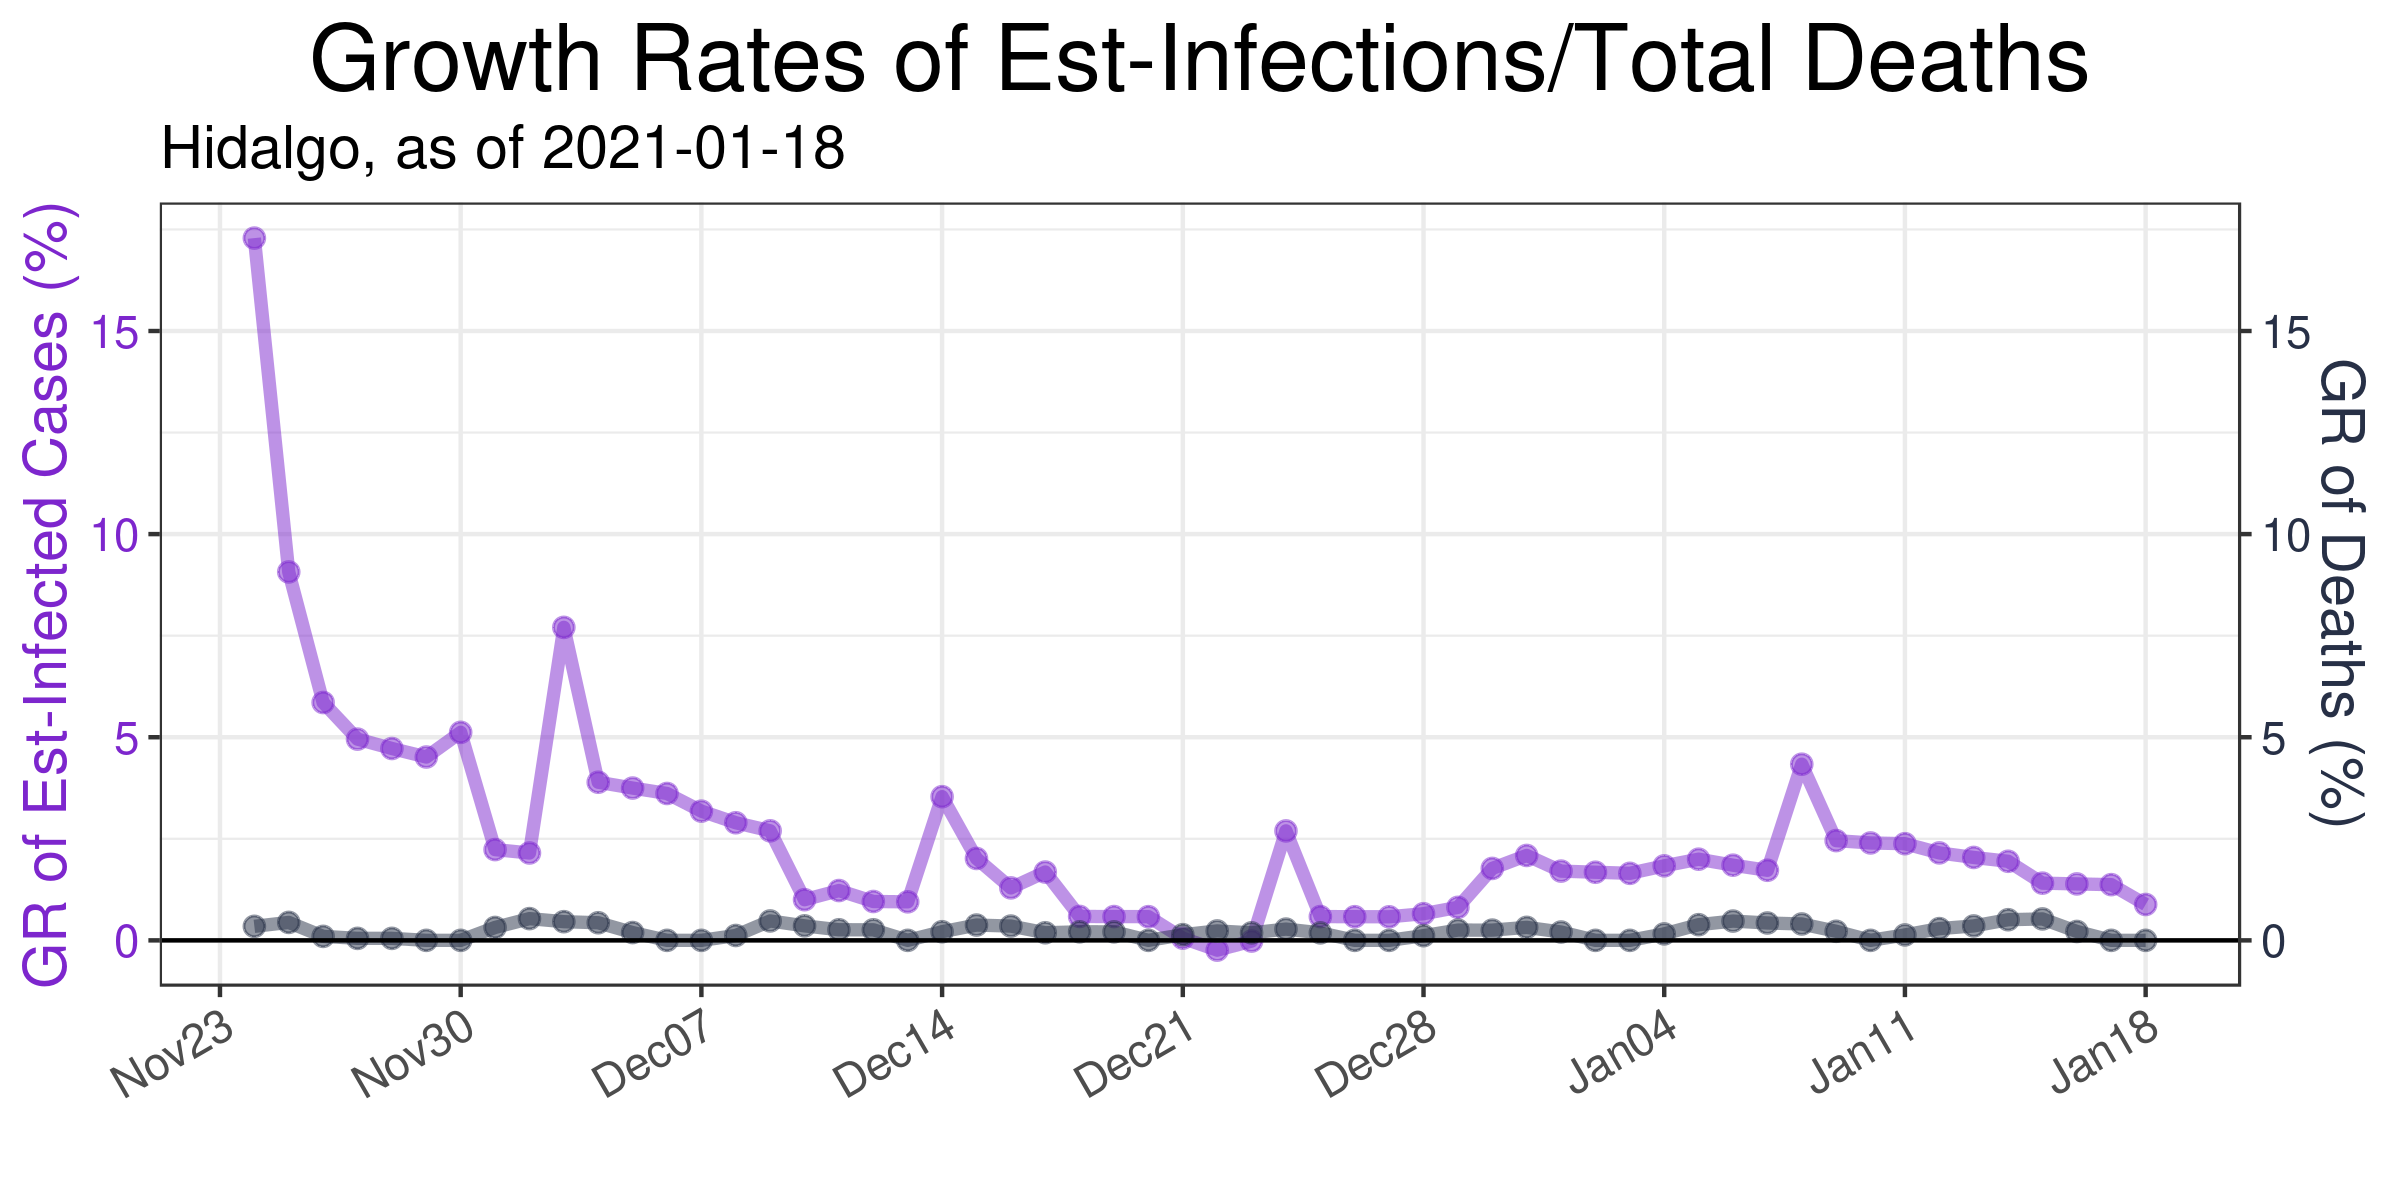 Growth Rates of Est-Infections/Total Deaths
Hidalgo, as of 2021-01-18
GR of Est-Infected Cases (%)
15
10
5
0
15
10
5
0
GR of Deaths (%)
Nov23
Nov30
Dec07
Dec14
Dec21
Dec28
Jan04
Jan11
Jan18